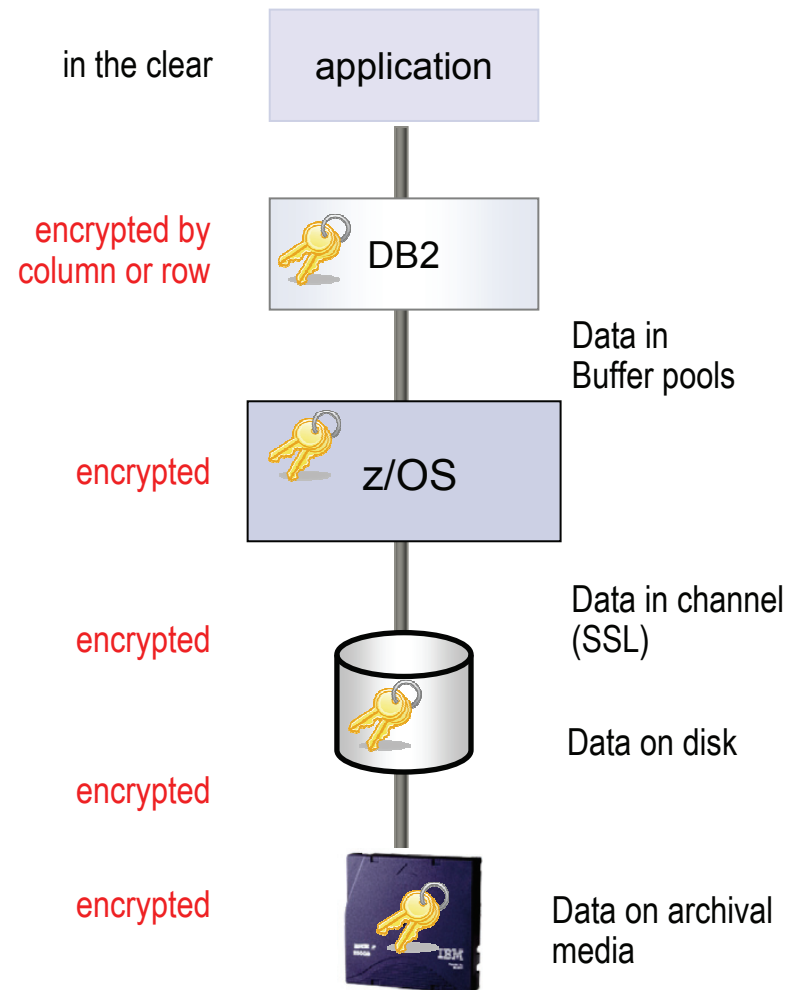 in the clear
application
encrypted by
column or row
DB2
Data in
Buffer pools
encrypted
z/OS
Data in channel
(SSL)
encrypted
Data on disk
encrypted
encrypted
IBM
Data on archival
media